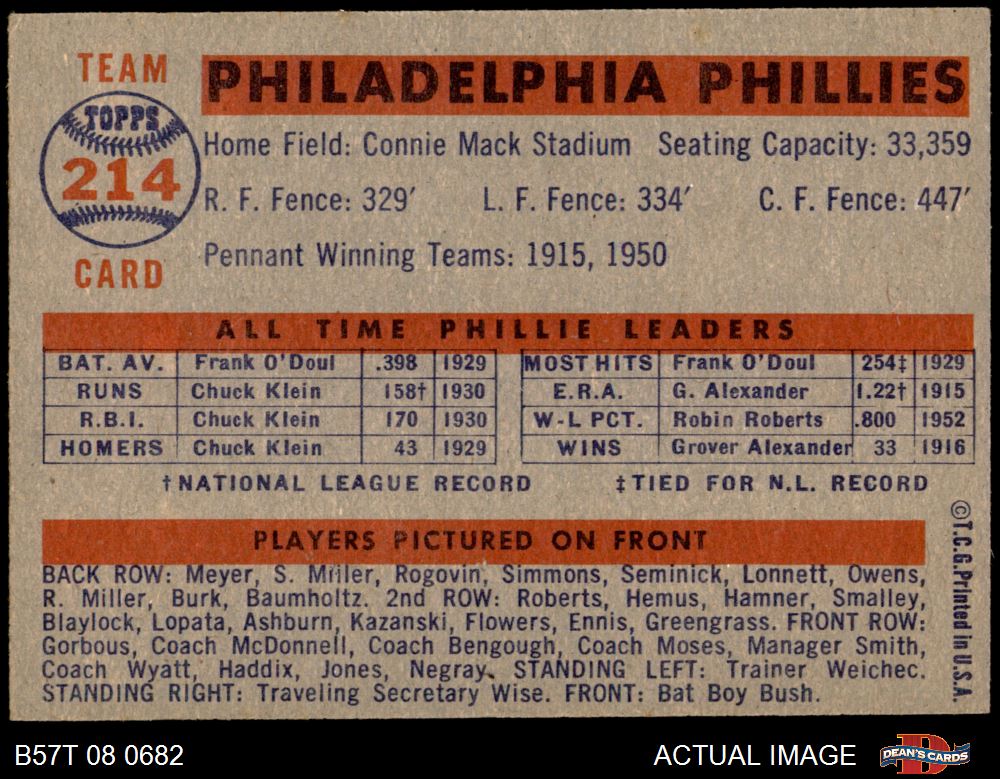 TEAM
TOPPS
214
CARD
PHILADELPHIA PHILLIES
Home Field: Connie Mack Stadium Seating Capacity: 33,359
R. F. Fence: 329′ L. F. Fence: 334′ C. F. Fence: 447′
Pennant Winning Teams: 1915, 1950
ALL TIME PHILLIE LEADERS
BAT. AV. Frank O'Doul .398 1929 MOST HITS Frank O'Doul 254‡ 1929
RUNS Chuck Klein 158† 1930 E.R.A. G. Alexander 1.22† 1915
R.B.I. Chuck Klein 170 1930 W-L PCT. Robin Roberts .800 1952
HOMERS Chuck Klein 43 1929 WINS Grover Alexander 33 1916
†NATIONAL LEAGUE RECORD ‡TIED FOR N.L. RECORD
PLAYERS PICTURED ON FRONT
BACK ROW: Meyer, S. Miller, Rogovin, Simmons, Seminick, Lonnett, Owens,
R. Miller, Burk, Baumholtz. 2nd ROW: Roberts, Hemus, Hamner, Smalley,
Blaylock, Lopata, Ashburn, Kazanski, Flowers, Ennis, Greengrass. FRONT ROW:
Gorbous, Coach McDonnell, Coach Bengough, Coach Moses, Manager Smith,
Coach Wyatt, Haddix, Jones, Negray. STANDING LEFT: Trainer Weichec.
STANDING RIGHT: Traveling Secretary Wise. FRONT: Bat Boy Bush.
©T.C.G. Printed in U.S.A.
B57T 08 0682 ACTUAL IMAGE DEAN'S CARDS